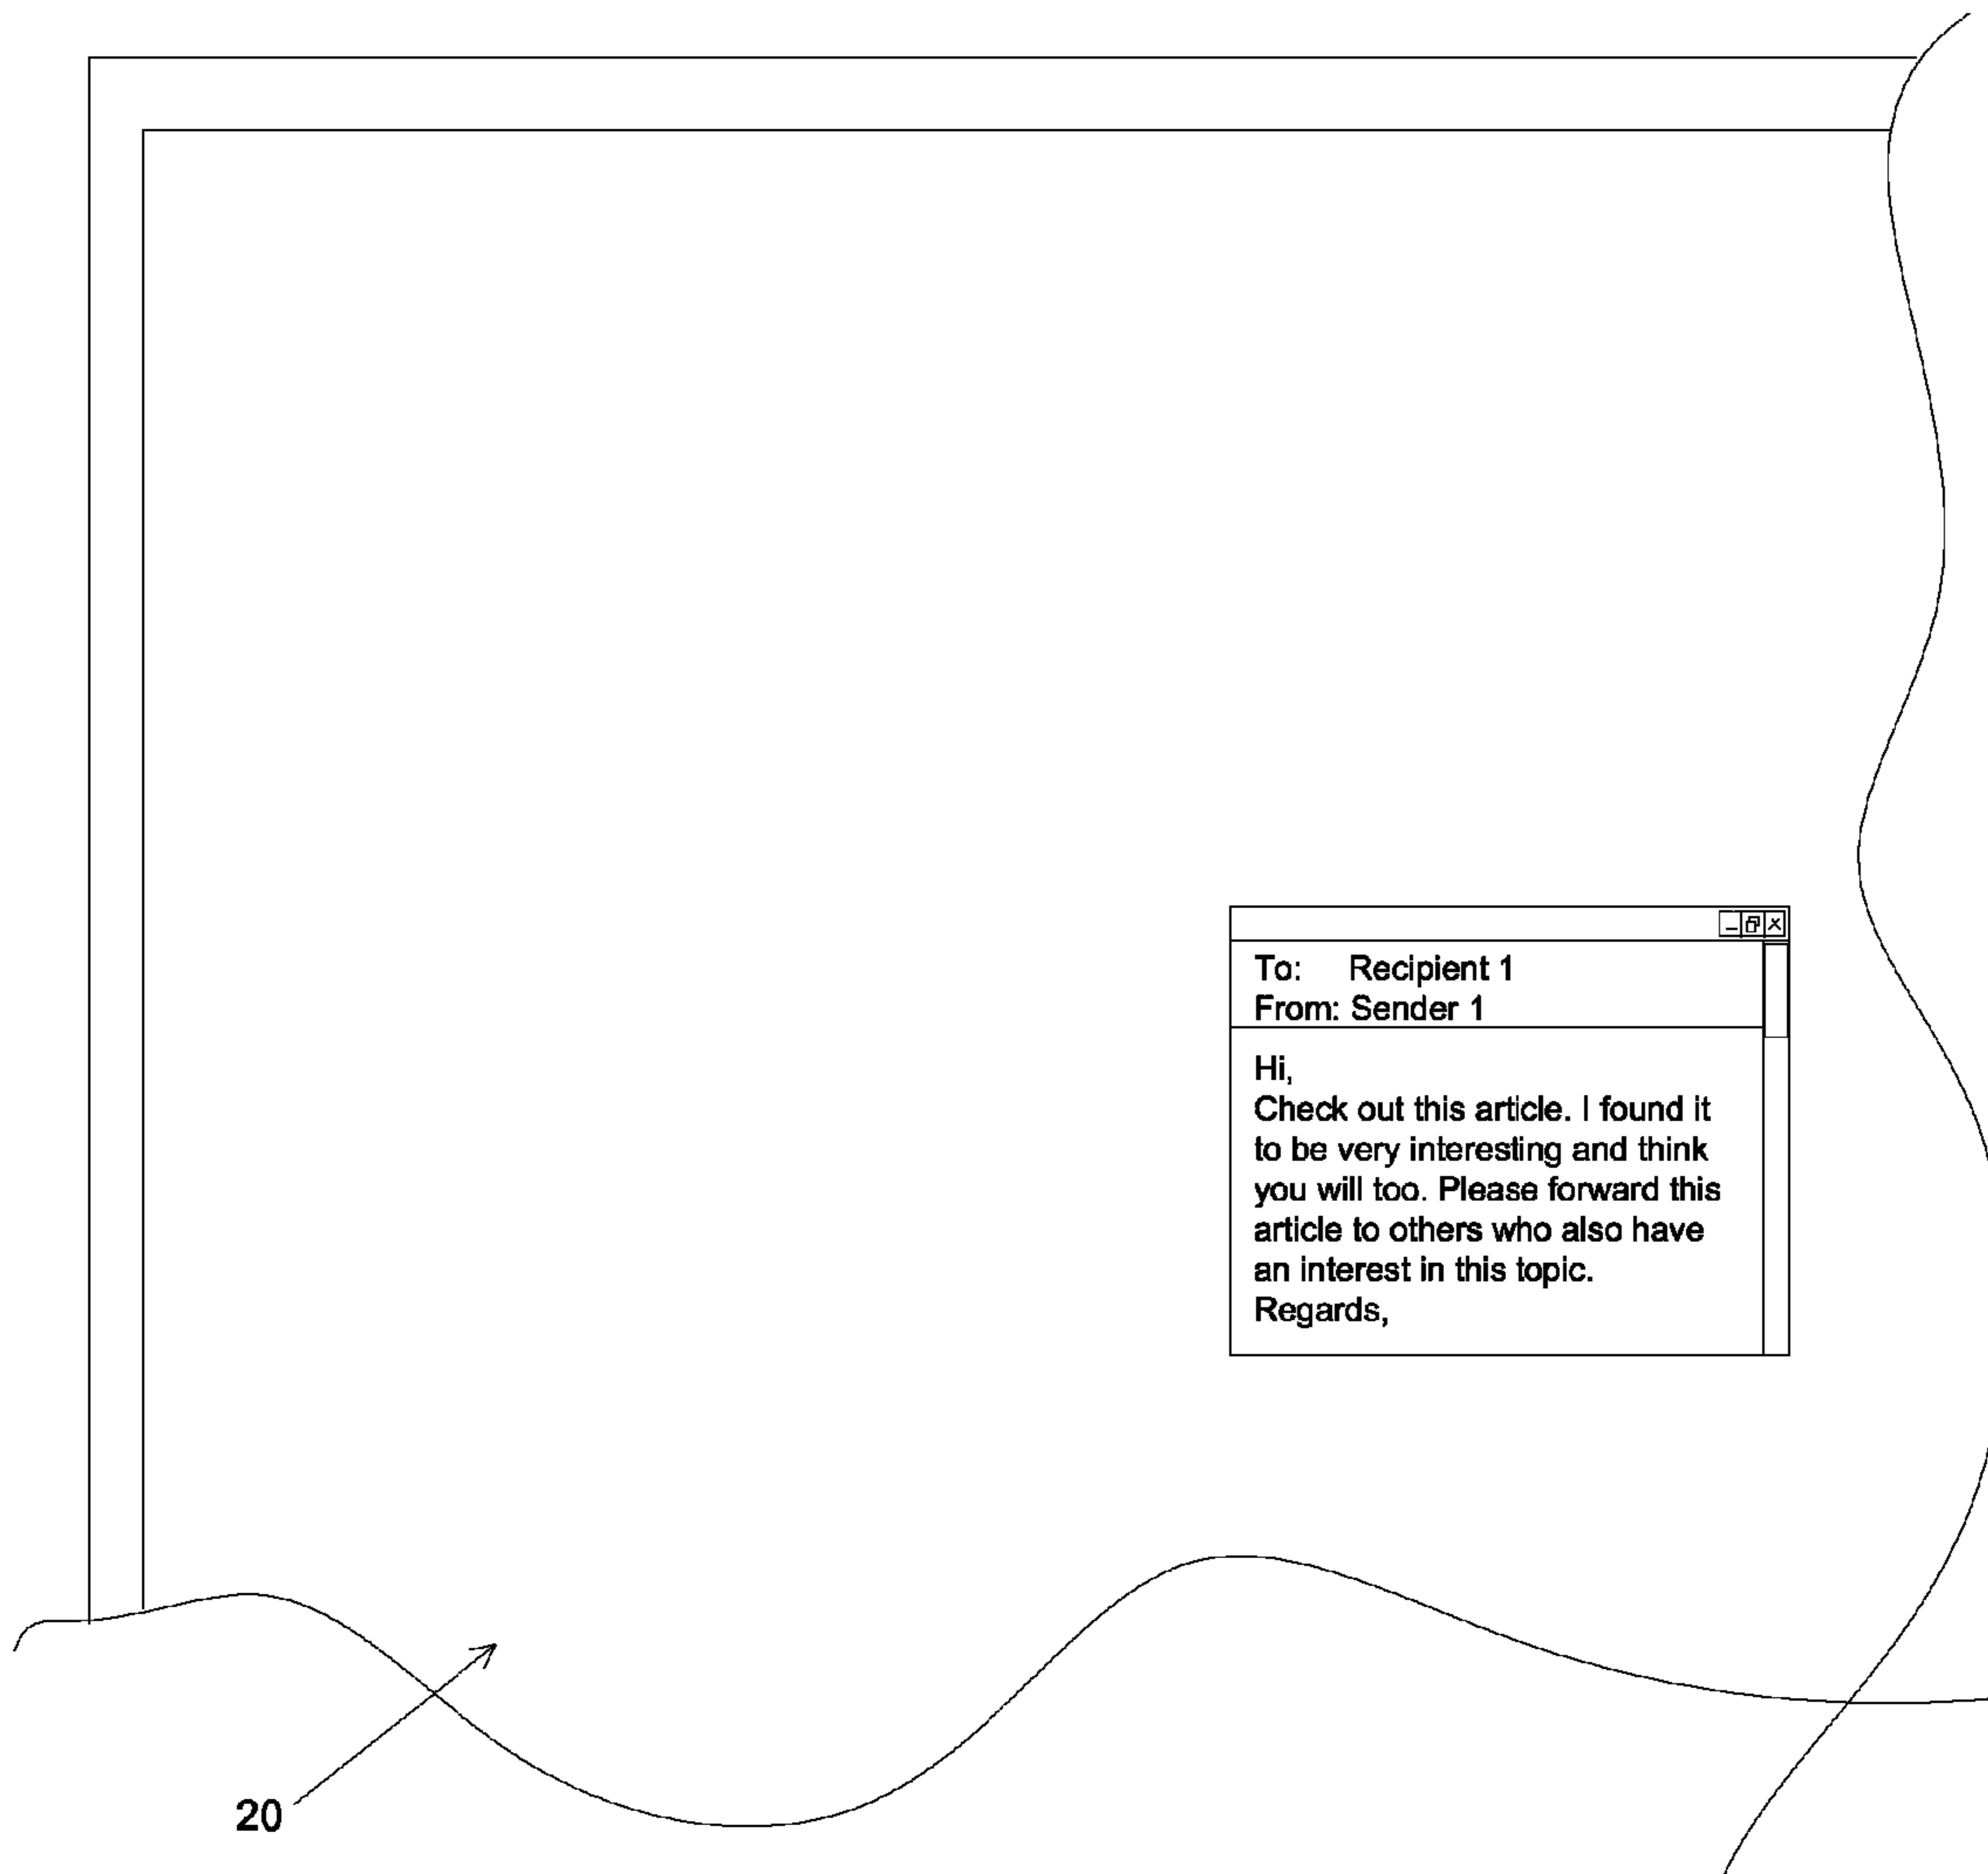 To: Recipient 1
From: Sender 1
Hi,
Check out this article. I found it
to be very interesting and think
you will too. Please forward this
article to others who also have
an interest in this topic.
Regards,
20